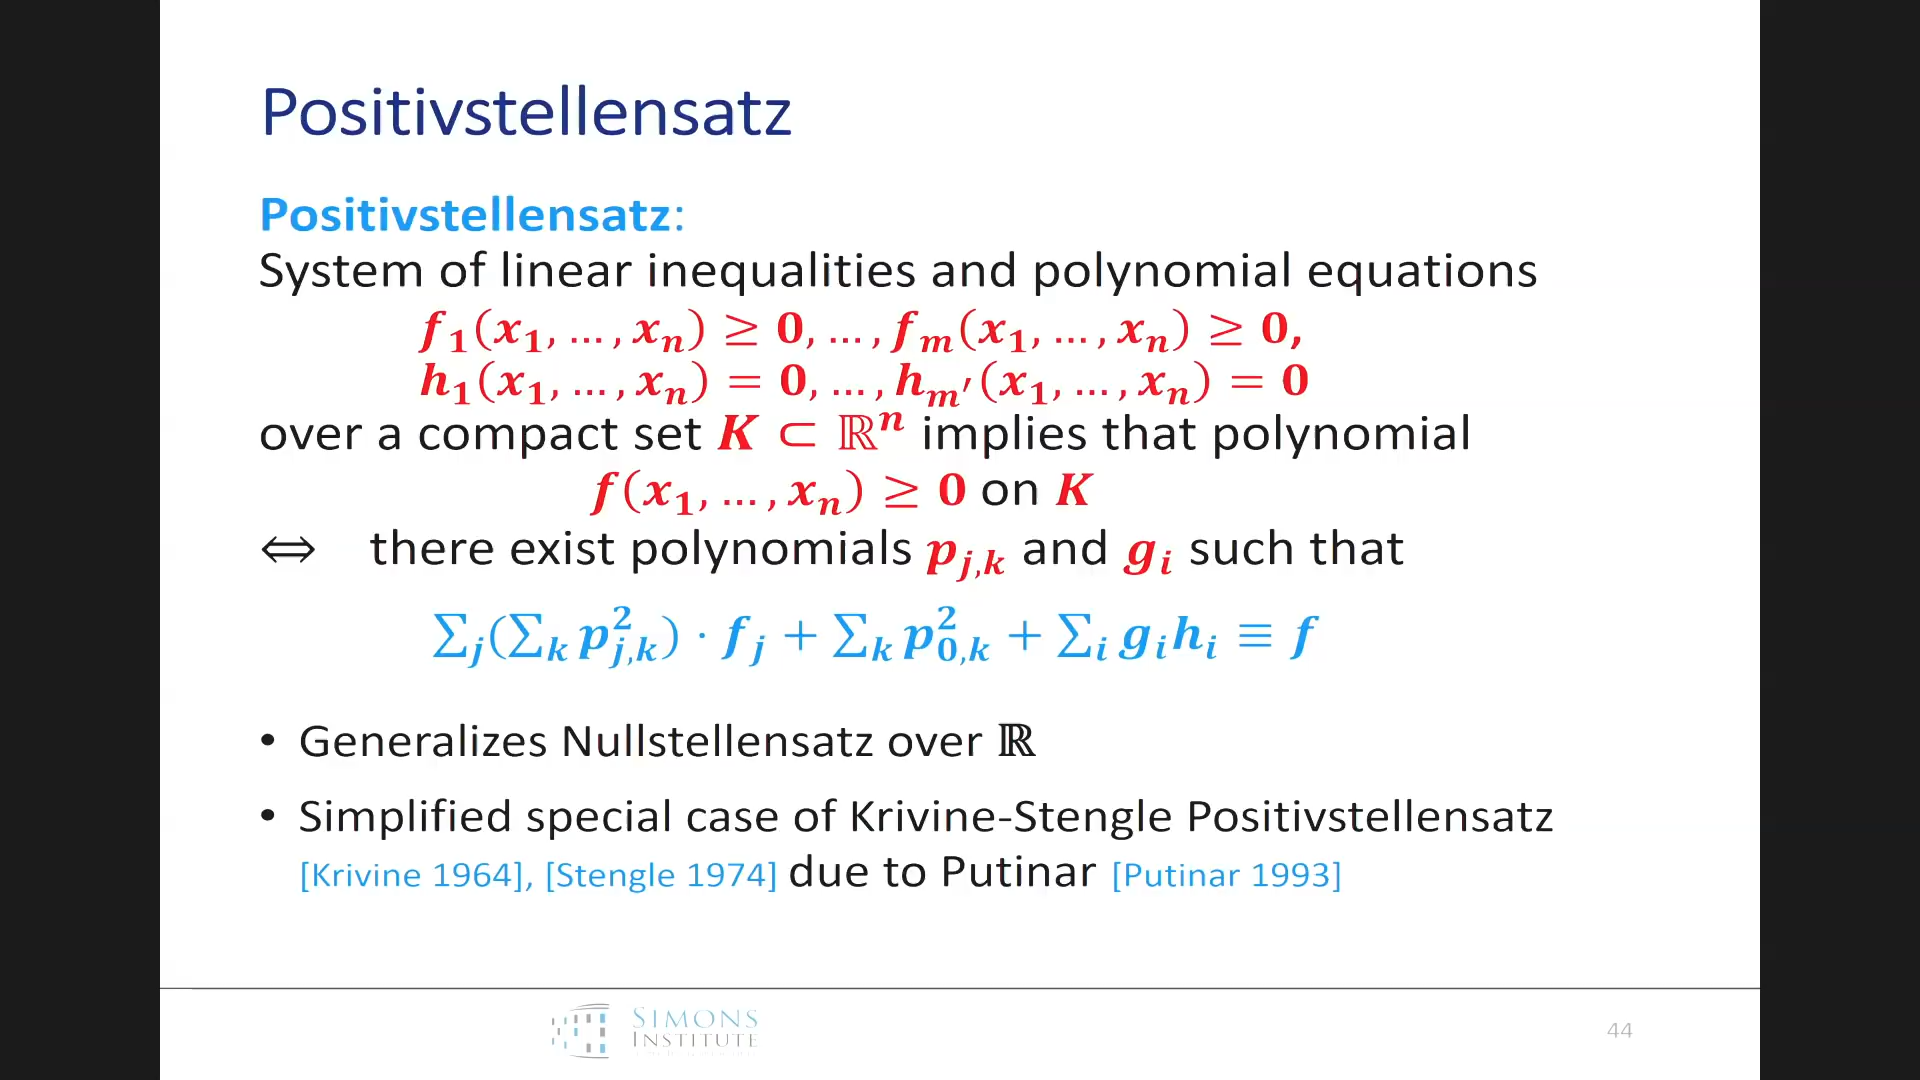 Positivstellensatz
Positivstellensatz:
System of linear inequalities and polynomial equations
f₁(x₁, … , xₙ) ≥ 0, … , fₘ(x₁, … , xₙ) ≥ 0,
h₁(x₁, … , xₙ) = 0, … , h_{m′}(x₁, … , xₙ) = 0
over a compact set K ⊂ ℝⁿ implies that polynomial
f(x₁, … , xₙ) ≥ 0 on K
⇔ there exist polynomials p_{j,k} and g_i such that
∑_j(∑_k p²_{j,k}) · f_j + ∑_k p²_{0,k} + ∑_i g_i h_i ≡ f
• Generalizes Nullstellensatz over ℝ
• Simplified special case of Krivine-Stengle Positivstellensatz
[Krivine 1964], [Stengle 1974] due to Putinar [Putinar 1993]
SIMONS
INSTITUTE
44